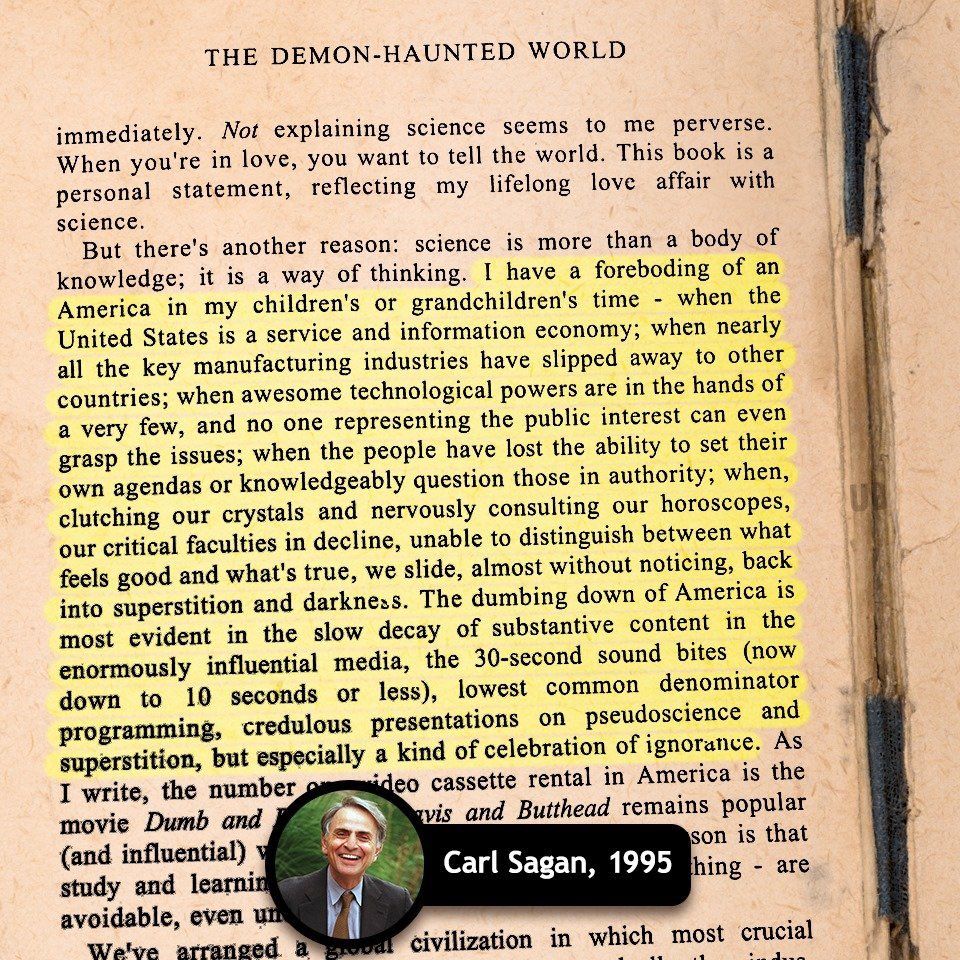 THE DEMON-HAUNTED WORLD
immediately. Not explaining science seems to me perverse.
When you're in love, you want to tell the world. This book is a
personal statement, reflecting my lifelong love affair with
science.
But there's another reason: science is more than a body of
knowledge; it is a way of thinking. I have a foreboding of an
America in my children's or grandchildren's time - when the
United States is a service and information economy; when nearly
all the key manufacturing industries have slipped away to other
countries; when awesome technological powers are in the hands of
a very few, and no one representing the public interest can even
grasp the issues; when the people have lost the ability to set their
own agendas or knowledgeably question those in authority; when,
clutching our crystals and nervously consulting our horoscopes,
our critical faculties in decline, unable to distinguish between what
feels good and what's true, we slide, almost without noticing, back
into superstition and darkness. The dumbing down of America is
most evident in the slow decay of substantive content in the
enormously influential media, the 30-second sound bites (now
down to 10 seconds or less), lowest common denominator
programming, credulous presentations on pseudoscience and
superstition, but especially a kind of celebration of ignorance. As
I write, the number cassette rental in America is the
movie Dumb and and Butthead remains popular
(and influential) is that
study and - are
avoidable, even
We've arranged a global civilization in which most crucial
Carl Sagan, 1995